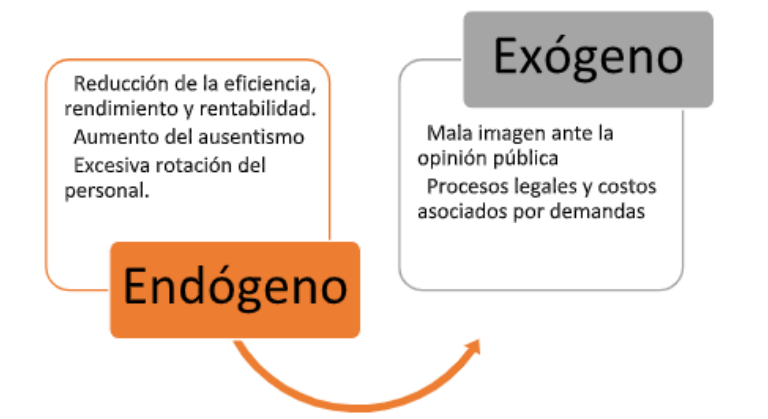 Reducción de la eficiencia,
rendimiento y rentabilidad.
Aumento del ausentismo
Excesiva rotación del
personal.
Endógeno
Exógeno
Mala imagen ante la
opinión pública
Procesos legales y costos
asociados por demandas